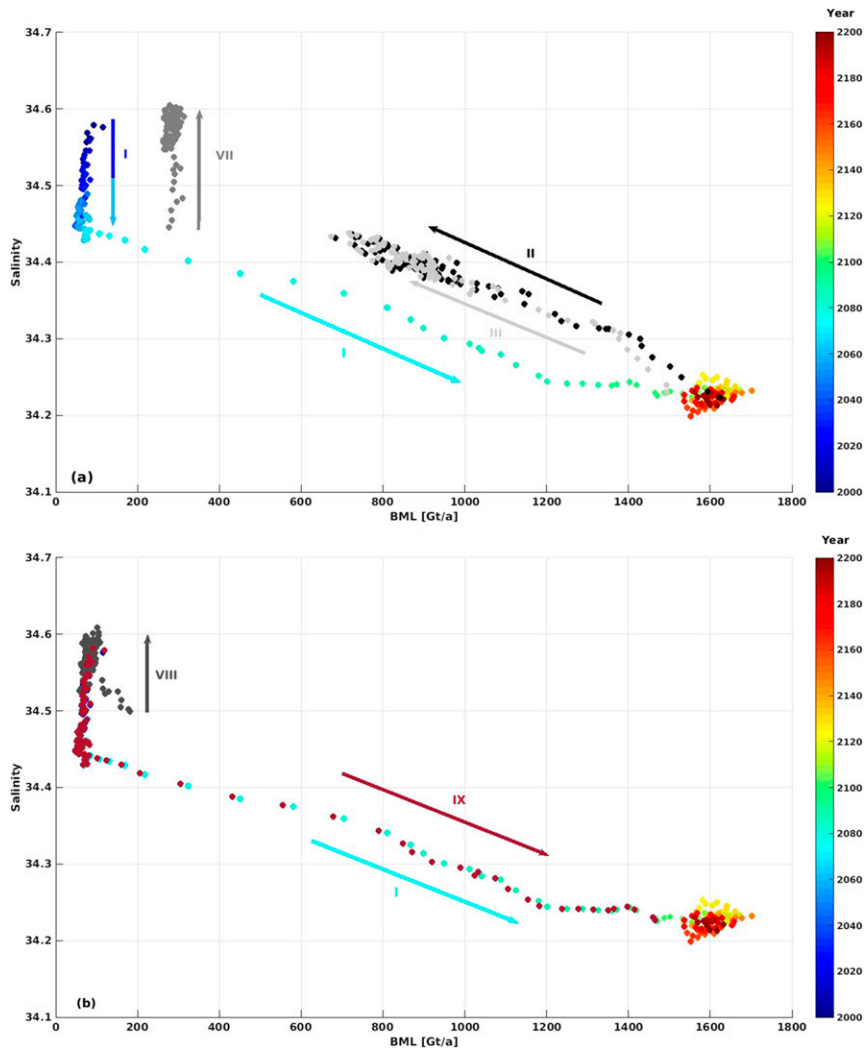 Year
34.7
34.6
34.5
34.4
34.3
34.2
34.1
Salinity
I
VII
II
III
I
(a)
0 200 400 600 800 1000 1200 1400 1600 1800
BML [Gt/a]
2200
2180
2160
2140
2120
2100
2080
2060
2040
2020
2000
Year
34.7
34.6
34.5
34.4
34.3
34.2
34.1
Salinity
VIII
IX
I
(b)
0 200 400 600 800 1000 1200 1400 1600 1800
BML [Gt/a]
2200
2180
2160
2140
2120
2100
2080
2060
2040
2020
2000